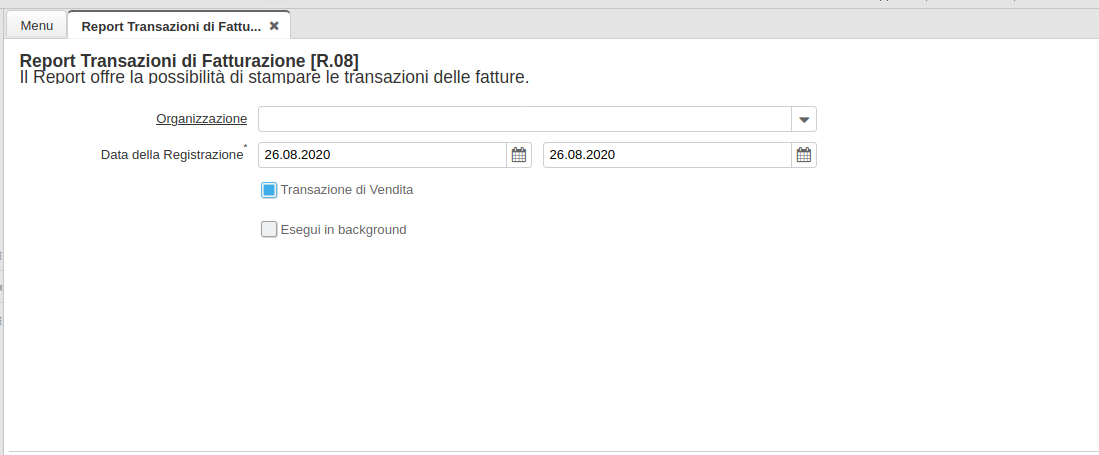 Menu
Report Transazioni di Fattu...
Report Transazioni di Fatturazione [R.08]
Il Report offre la possibilità di stampare le transazioni delle fatture.
Organizzazione
Data della Registrazione* 26.08.2020 26.08.2020
Transazione di Vendita
Esegui in background